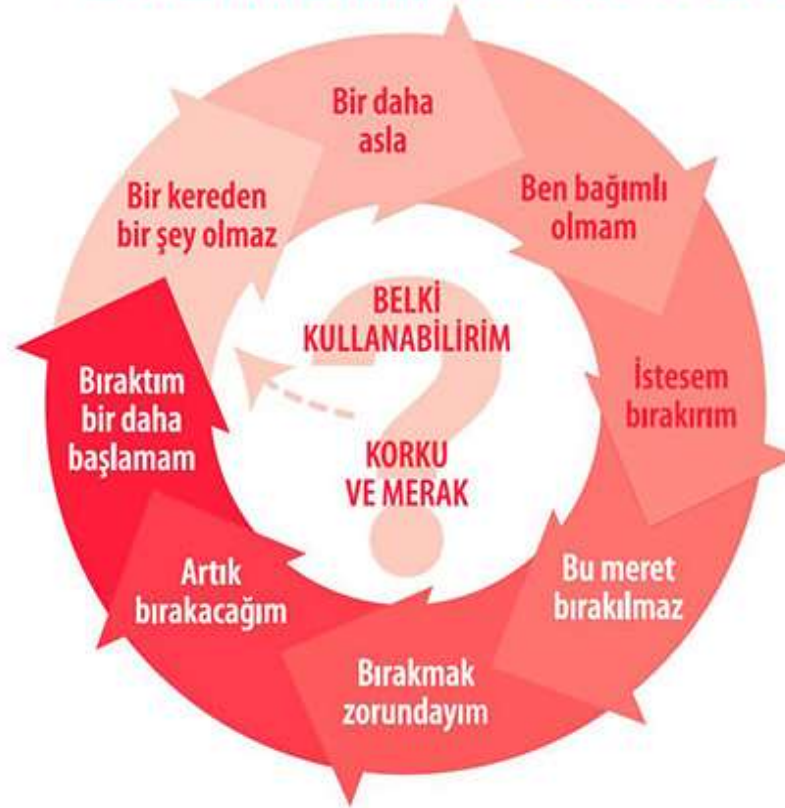 BELKİ
KULLANABİLİRİM
KORKU
VE MERAK
Bir kereden
bir şey olmaz
Bir daha
asla
Ben bağımlı
olmam
İstesem
bırakırım
Bu meret
bırakılmaz
Bırakmak
zorundayım
Artık
bırakacağım
Bıraktım
bir daha
başlamam